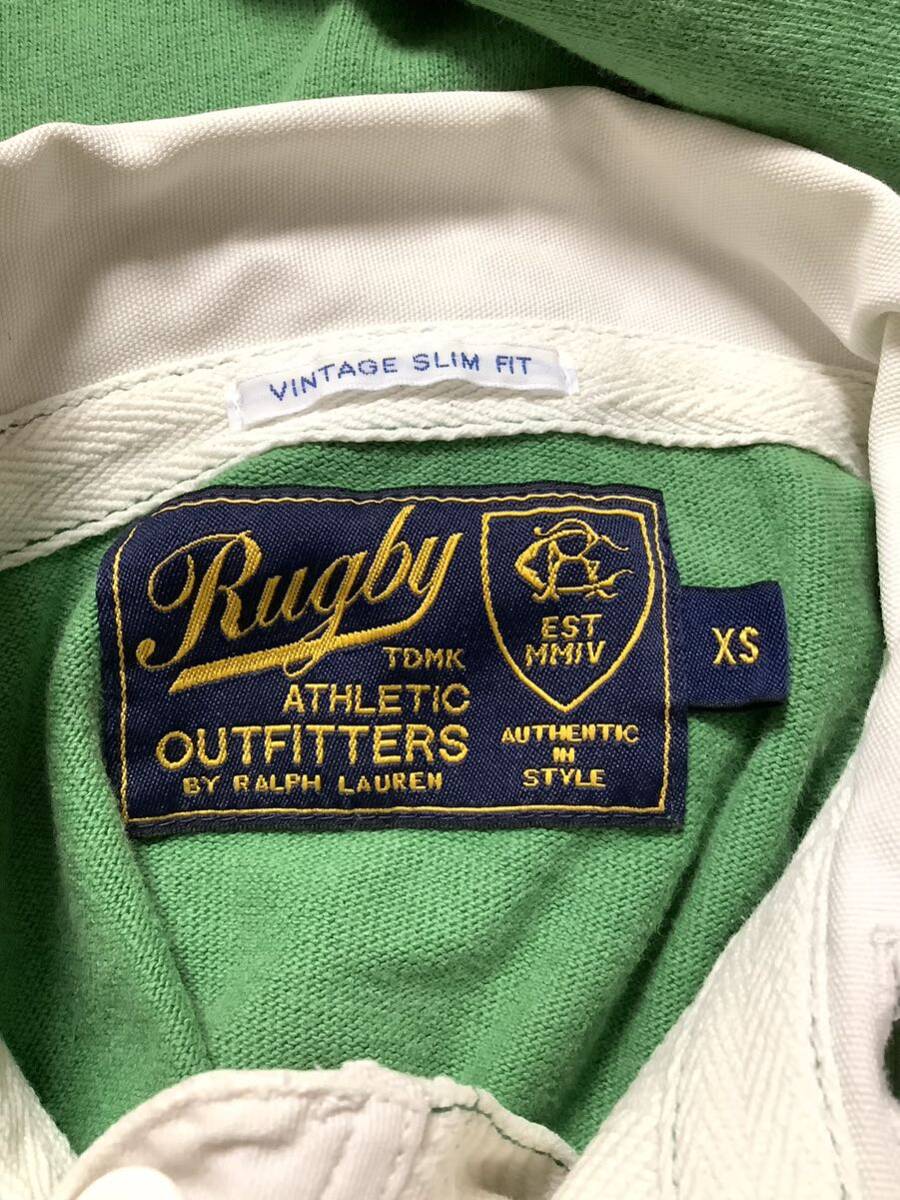 VINTAGE SLIM FIT
Rugby
TDMK
ATHLETIC
OUTFITTERS
BY RALPH LAUREN
EST
MMIV
AUTHENTIC
IN
STYLE
XS